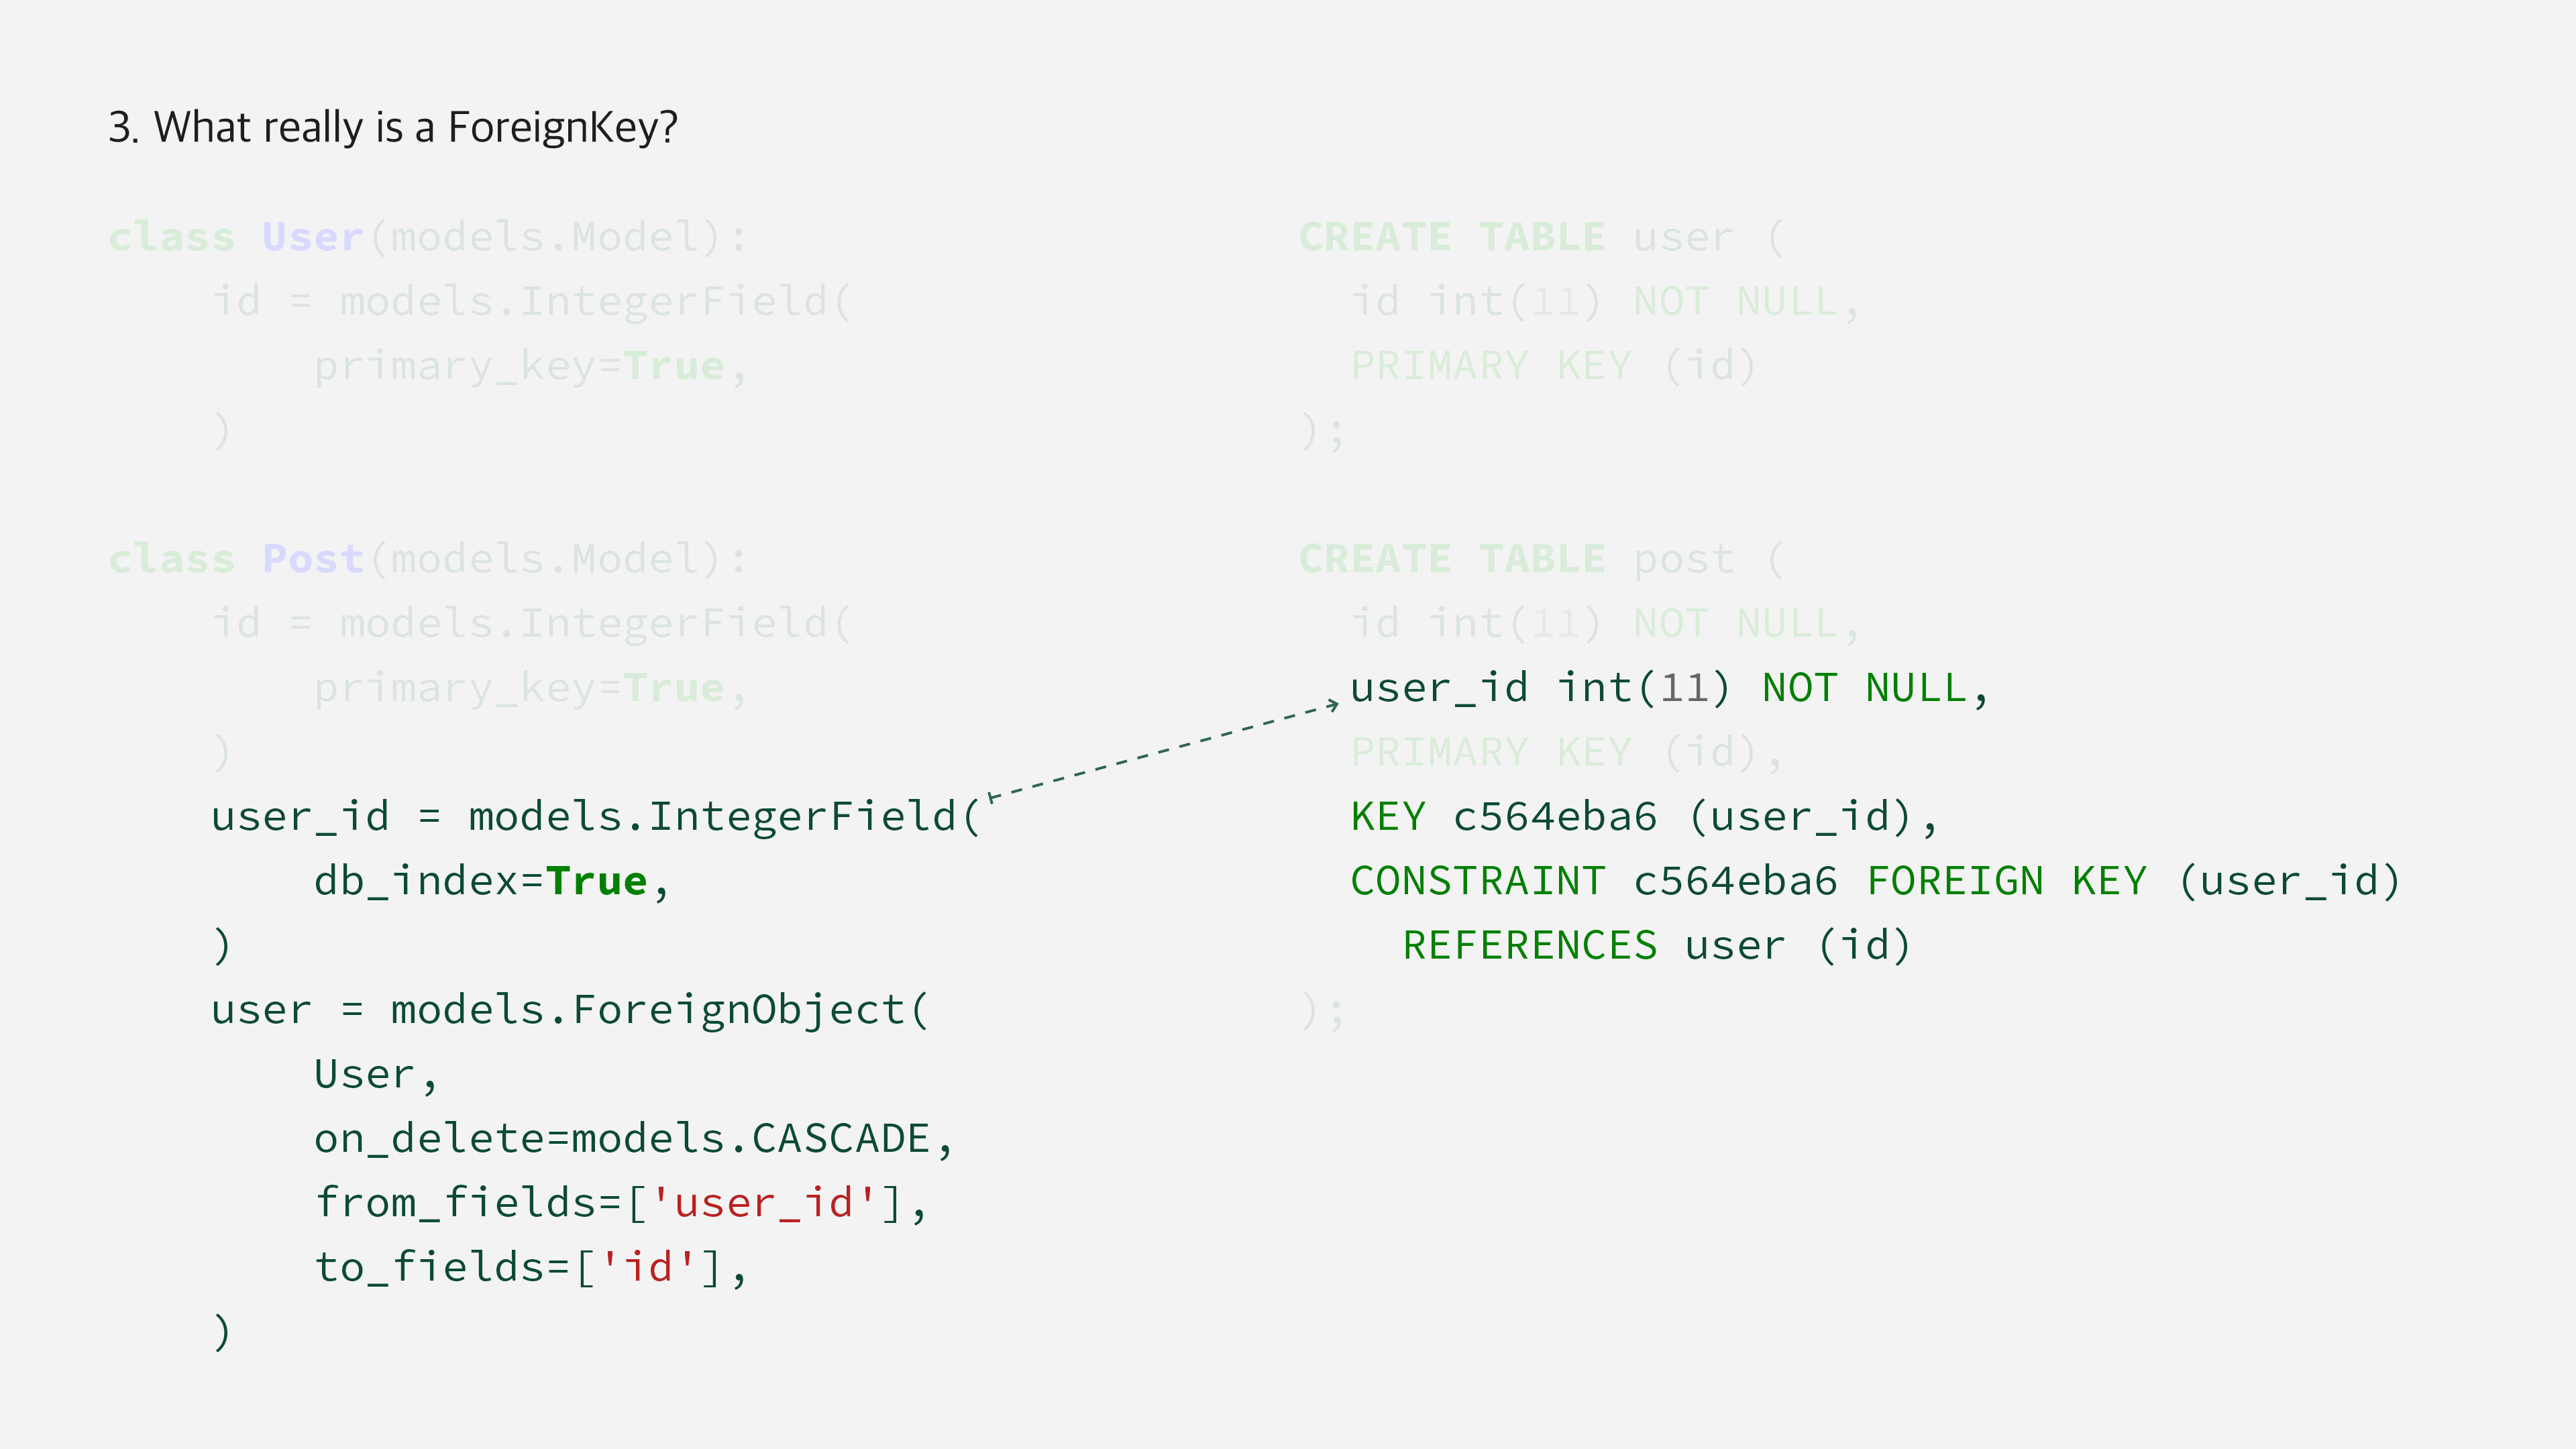 3. What really is a ForeignKey?
class User(models.Model):
    id = models.IntegerField(
        primary_key=True,
    )
class Post(models.Model):
    id = models.IntegerField(
        primary_key=True,
    )
    user_id = models.IntegerField(
        db_index=True,
    )
    user = models.ForeignObject(
        User,
        on_delete=models.CASCADE,
        from_fields=['user_id'],
        to_fields=['id'],
    )
CREATE TABLE user (
  id int(11) NOT NULL,
  PRIMARY KEY (id)
);
CREATE TABLE post (
  id int(11) NOT NULL,
  user_id int(11) NOT NULL,
  PRIMARY KEY (id),
  KEY c564eba6 (user_id),
  CONSTRAINT c564eba6 FOREIGN KEY (user_id)
    REFERENCES user (id)
);